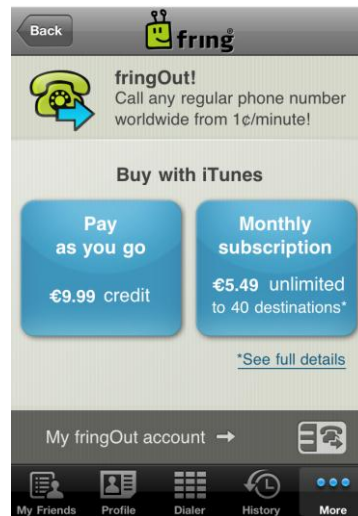 Back
fring
fringOut!
Call any regular phone number
worldwide from 1¢/minute!
Buy with iTunes
Pay
as you go
€9.99 credit
Monthly
subscription
€5.49 unlimited
to 40 destinations*
*See full details
My fringOut account →
My Friends
Profile
Dialer
History
More